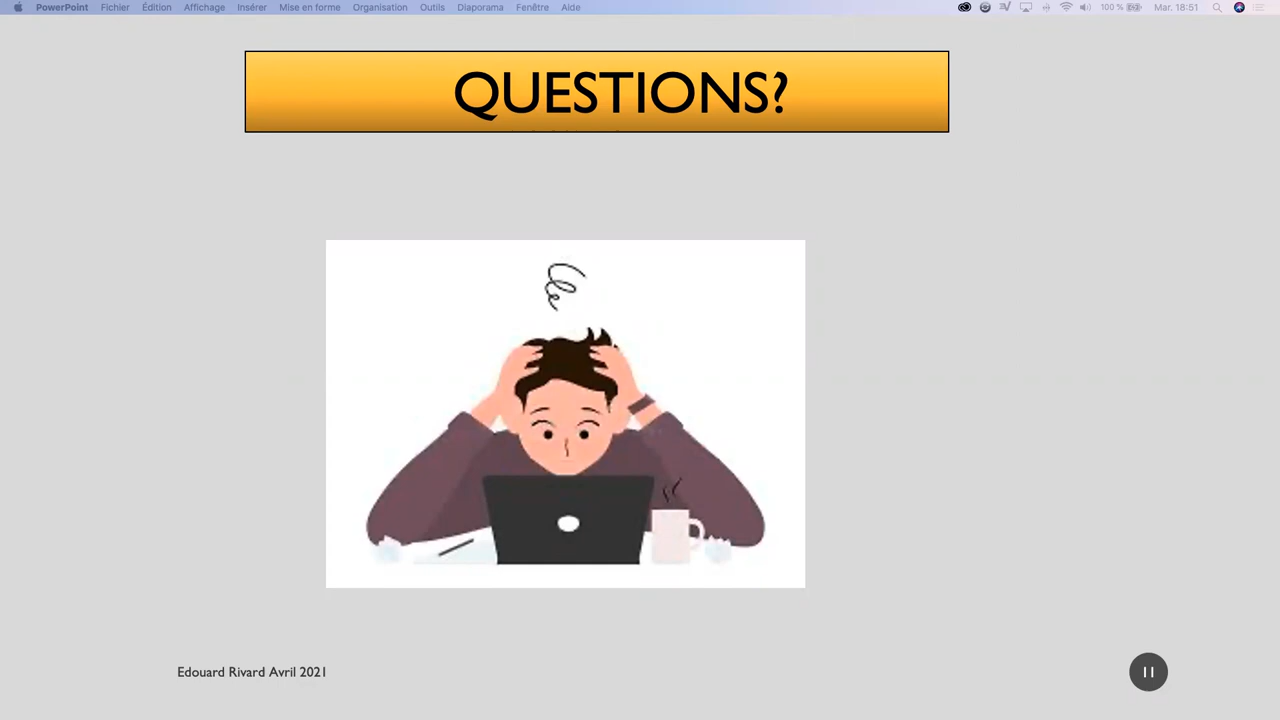 PowerPoint Fichier Édition Affichage Insérer Mise en forme Organisation Outils Diaporama Fenêtre Aide 100 % Mar. 18:51
QUESTIONS?
Edouard Rivard Avril 2021
11